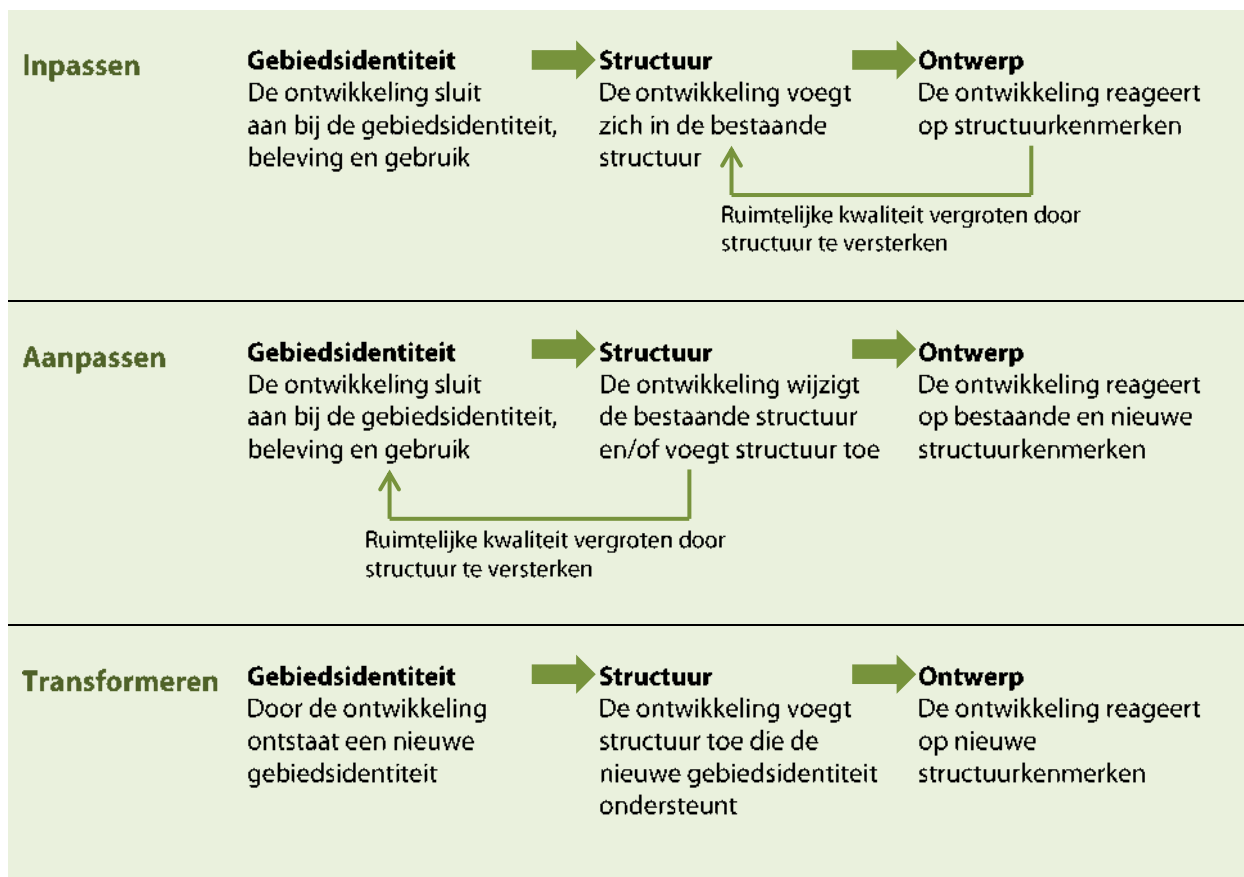 Inpassen
Gebiedsidentiteit
De ontwikkeling sluit
aan bij de gebiedsidentiteit,
beleving en gebruik
Structuur
De ontwikkeling voegt
zich in de bestaande
structuur
Ontwerp
De ontwikkeling reageert
op structuurkenmerken
Ruimtelijke kwaliteit vergroten door
structuur te versterken
Aanpassen
Gebiedsidentiteit
De ontwikkeling sluit
aan bij de gebiedsidentiteit,
beleving en gebruik
Structuur
De ontwikkeling wijzigt
de bestaande structuur
en/of voegt structuur toe
Ontwerp
De ontwikkeling reageert
op bestaande en nieuwe
structuurkenmerken
Ruimtelijke kwaliteit vergroten door
structuur te versterken
Transformeren
Gebiedsidentiteit
Door de ontwikkeling
ontstaat een nieuwe
gebiedsidentiteit
Structuur
De ontwikkeling voegt
structuur toe die de
nieuwe gebiedsidentiteit
ondersteunt
Ontwerp
De ontwikkeling reageert
op nieuwe
structuurkenmerken